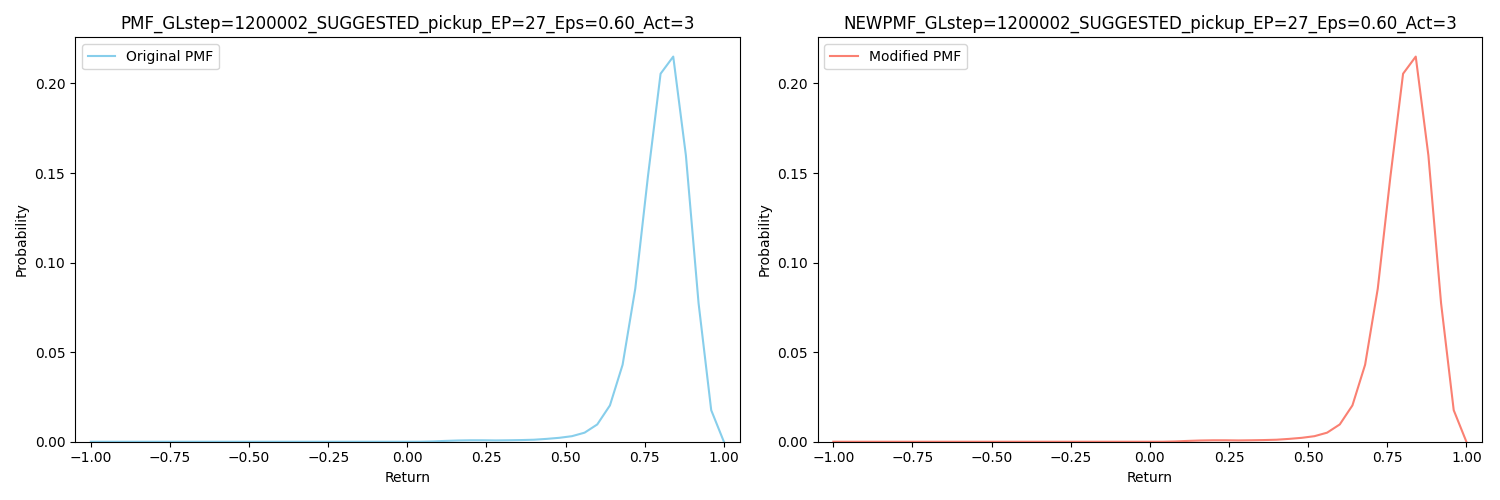 PMF_GLstep=1200002_SUGGESTED_pickup_EP=27_Eps=0.60_Act=3
Original PMF
Probability
0.20
0.15
0.10
0.05
0.00
−1.00 −0.75 −0.50 −0.25 0.00 0.25 0.50 0.75 1.00
Return
NEWPMF_GLstep=1200002_SUGGESTED_pickup_EP=27_Eps=0.60_Act=3
Modified PMF
Probability
0.20
0.15
0.10
0.05
0.00
−1.00 −0.75 −0.50 −0.25 0.00 0.25 0.50 0.75 1.00
Return